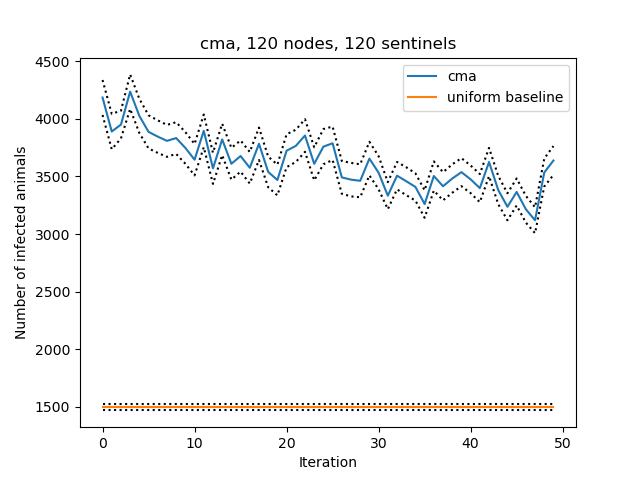 cma, 120 nodes, 120 sentinels
4500
4000
3500
3000
2500
2000
1500
Number of infected animals
cma
uniform baseline
0 10 20 30 40 50
Iteration